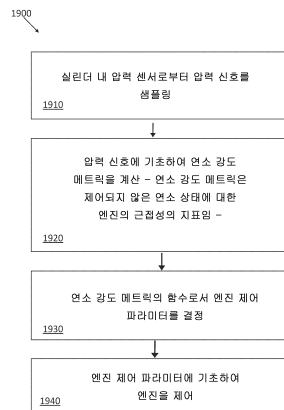 1900
실린더 내 압력 센서로부터 압력 신호를
샘플링
1910
압력 신호에 기초하여 연소 강도
메트릭을 계산 – 연소 강도 메트릭은
제어되지 않은 연소 상태에 대한
엔진의 근접성의 지표임 –
1920
연소 강도 메트릭의 함수로서 엔진 제어
파라미터를 결정
1930
엔진 제어 파라미터에 기초하여
엔진을 제어
1940